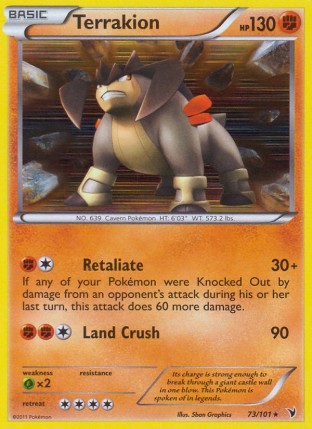 BASIC
Terrakion
HP130
NO. 639 Cavern Pokémon HT: 6'03" WT: 573.2 lbs.
Retaliate 30+
If any of your Pokémon were Knocked Out by
damage from an opponent's attack during his or her
last turn, this attack does 60 more damage.
Land Crush 90
weakness resistance
×2
retreat
Its charge is strong enough to
break through a giant castle wall
in one blow. This Pokémon is
spoken of in legends.
©2011 Pokémon
Illus. 5ban Graphics
73/101 ★